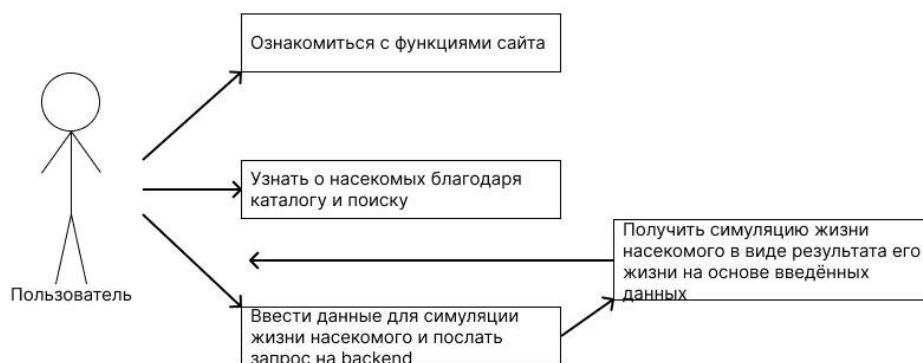 Ознакомиться с функциями сайта
Узнать о насекомых благодаря
каталогу и поиску
Получить симуляцию жизни
насекомого в виде результата его
жизни на основе введённых
данных
Пользователь
Ввести данные для симуляции
жизни насекомого и послать
запрос на backend